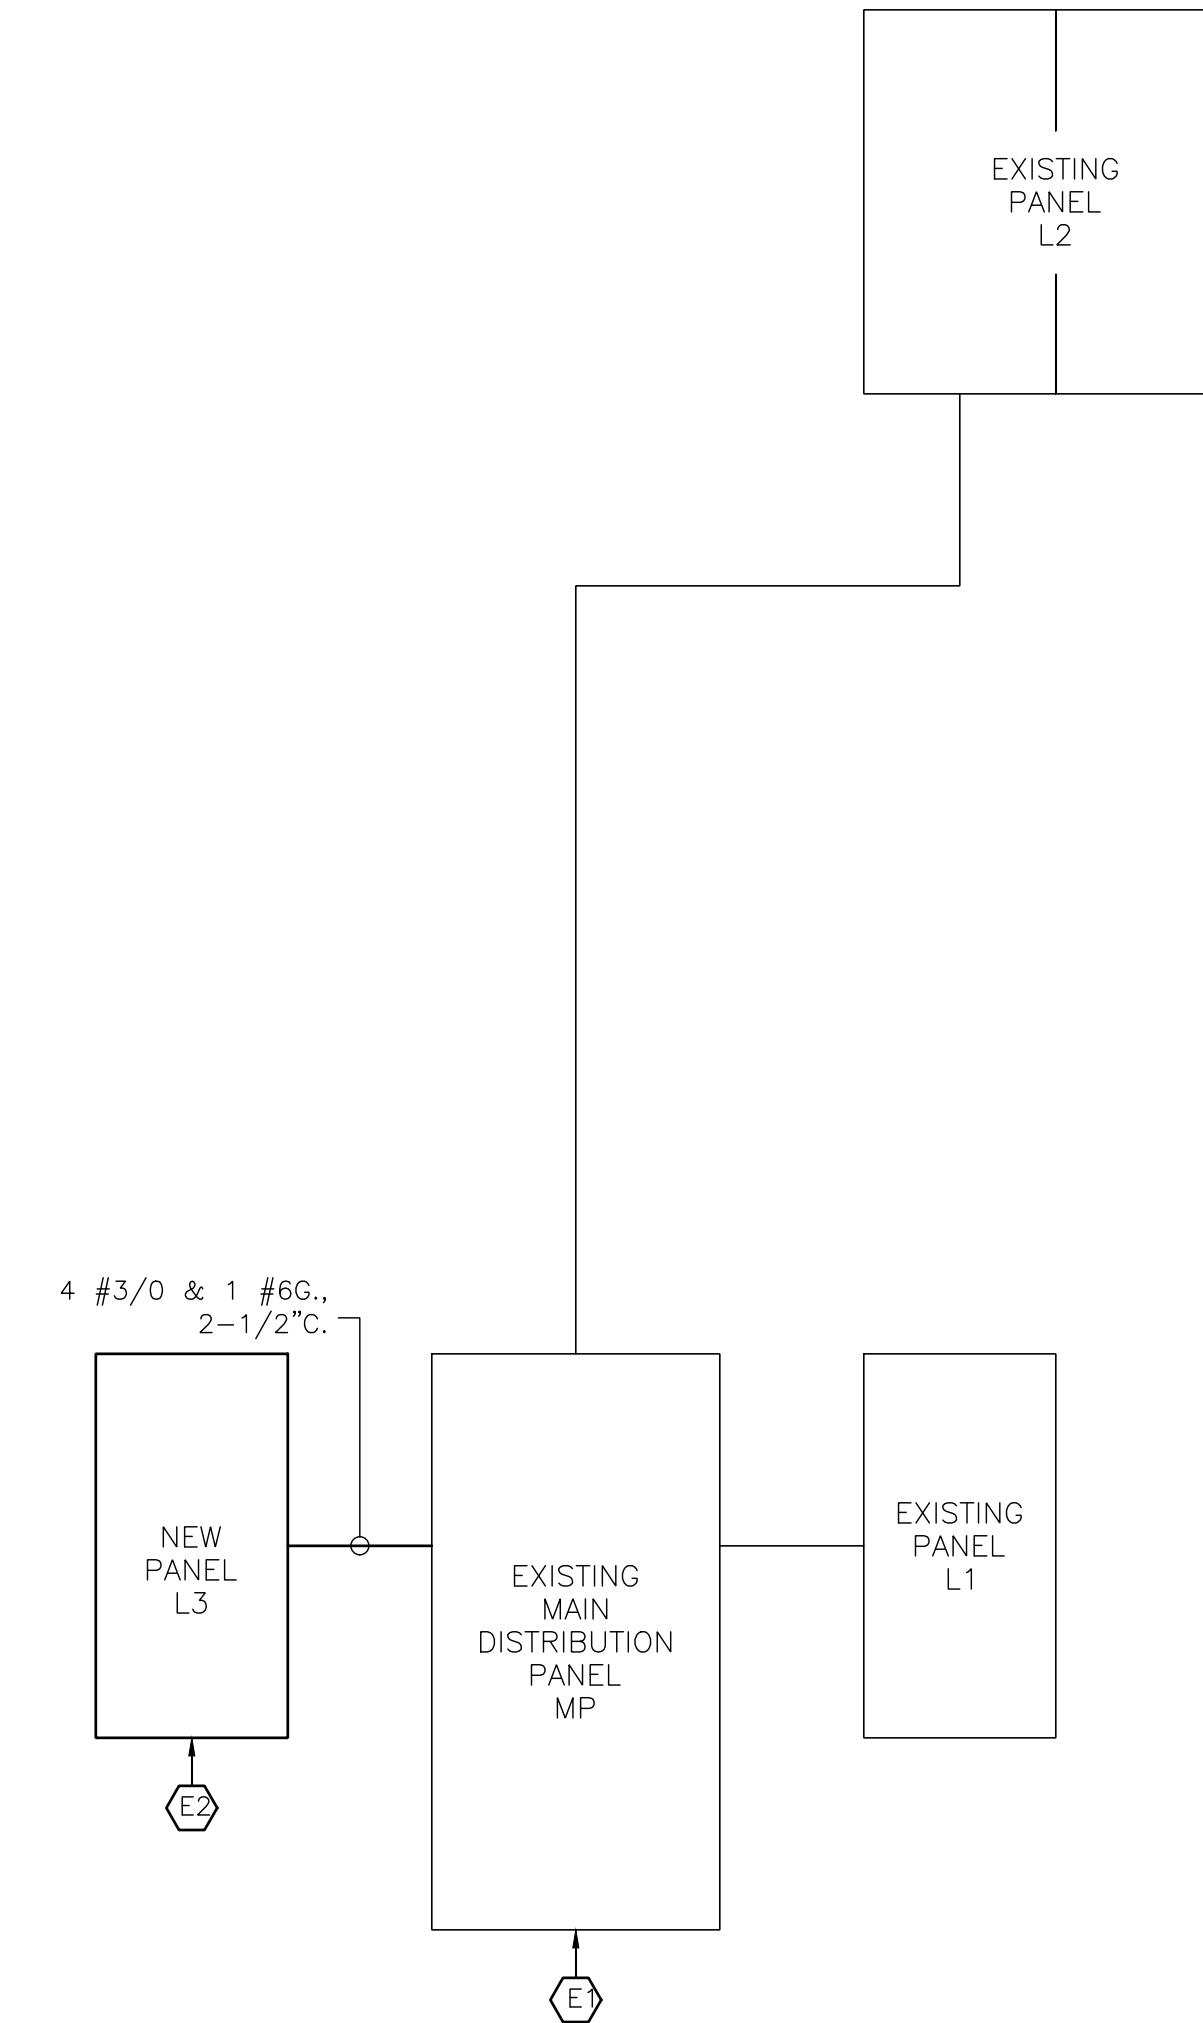 EXISTING
PANEL
L2
4 #3/0 & 1 #6G.,
2-1/2"C.
NEW
PANEL
L3
EXISTING
MAIN
DISTRIBUTION
PANEL
MP
EXISTING
PANEL
L1
E2
E1